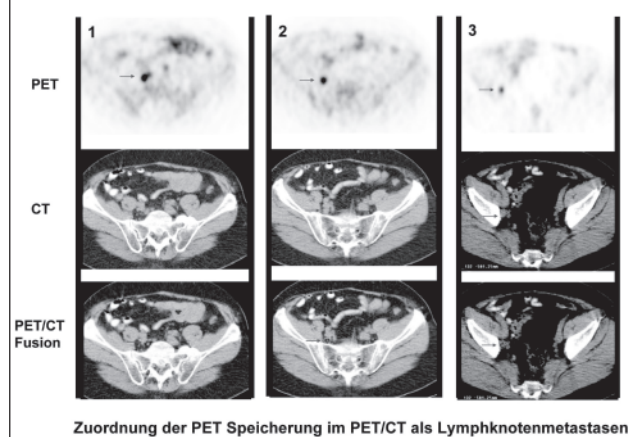 1 2 3
PET
CT
PET/CT
Fusion
Zuordnung der PET Speicherung im PET/CT als Lymphknotenmetastasen